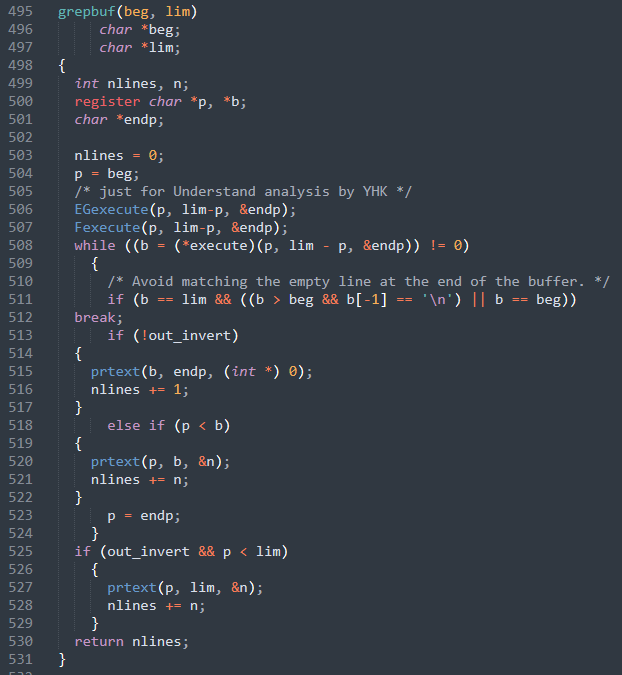 495 grepbuf(beg, lim)
496      char *beg;
497      char *lim;
498 {
499   int nlines, n;
500   register char *p, *b;
501   char *endp;
502
503   nlines = 0;
504   p = beg;
505   /* just for Understand analysis by YHK */
506   EGexecute(p, lim-p, &endp);
507   Fexecute(p, lim-p, &endp);
508   while ((b = (*execute)(p, lim - p, &endp)) != 0)
509     {
510       /* Avoid matching the empty line at the end of the buffer. */
511       if (b == lim && ((b > beg && b[-1] == '\n') || b == beg))
512   break;
513       if (!out_invert)
514   {
515     prtext(b, endp, (int *) 0);
516     nlines += 1;
517   }
518       else if (p < b)
519   {
520     prtext(p, b, &n);
521     nlines += n;
522   }
523       p = endp;
524     }
525   if (out_invert && p < lim)
526     {
527       prtext(p, lim, &n);
528       nlines += n;
529     }
530   return nlines;
531 }